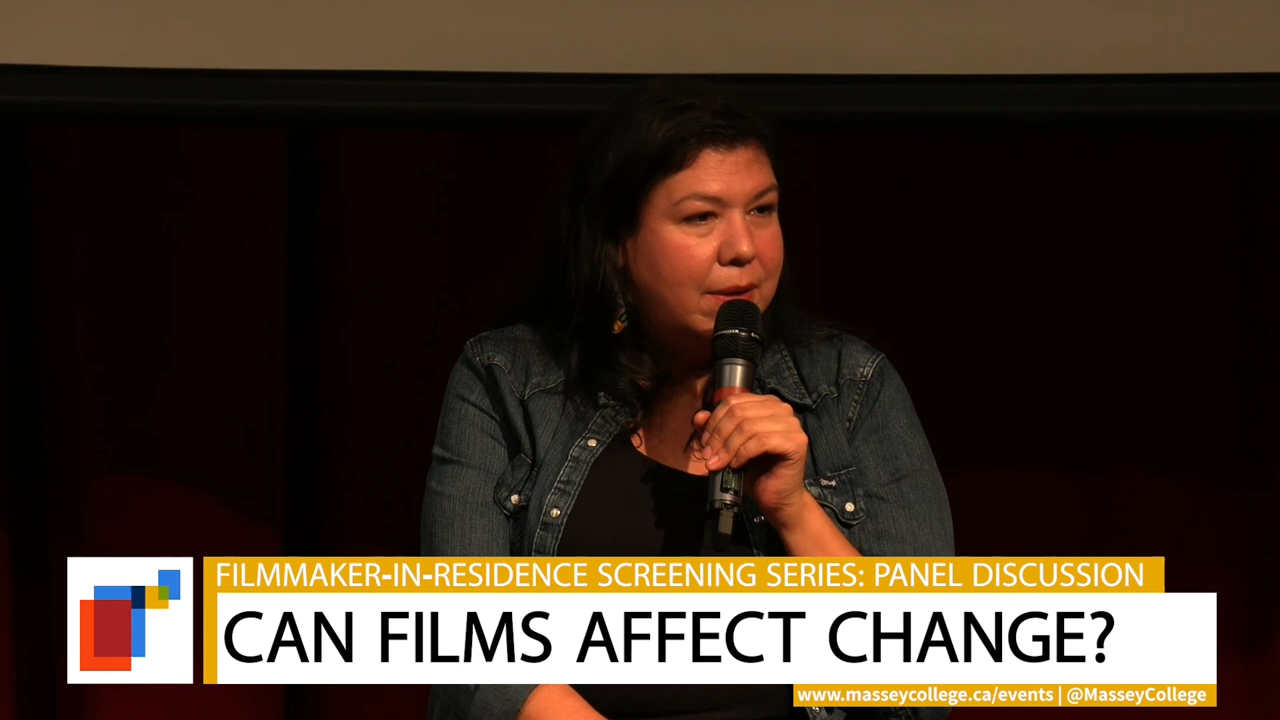 FILMMAKER-IN-RESIDENCE SCREENING SERIES: PANEL DISCUSSION
CAN FILMS AFFECT CHANGE?
www.masseycollege.ca/events | @MasseyCollege